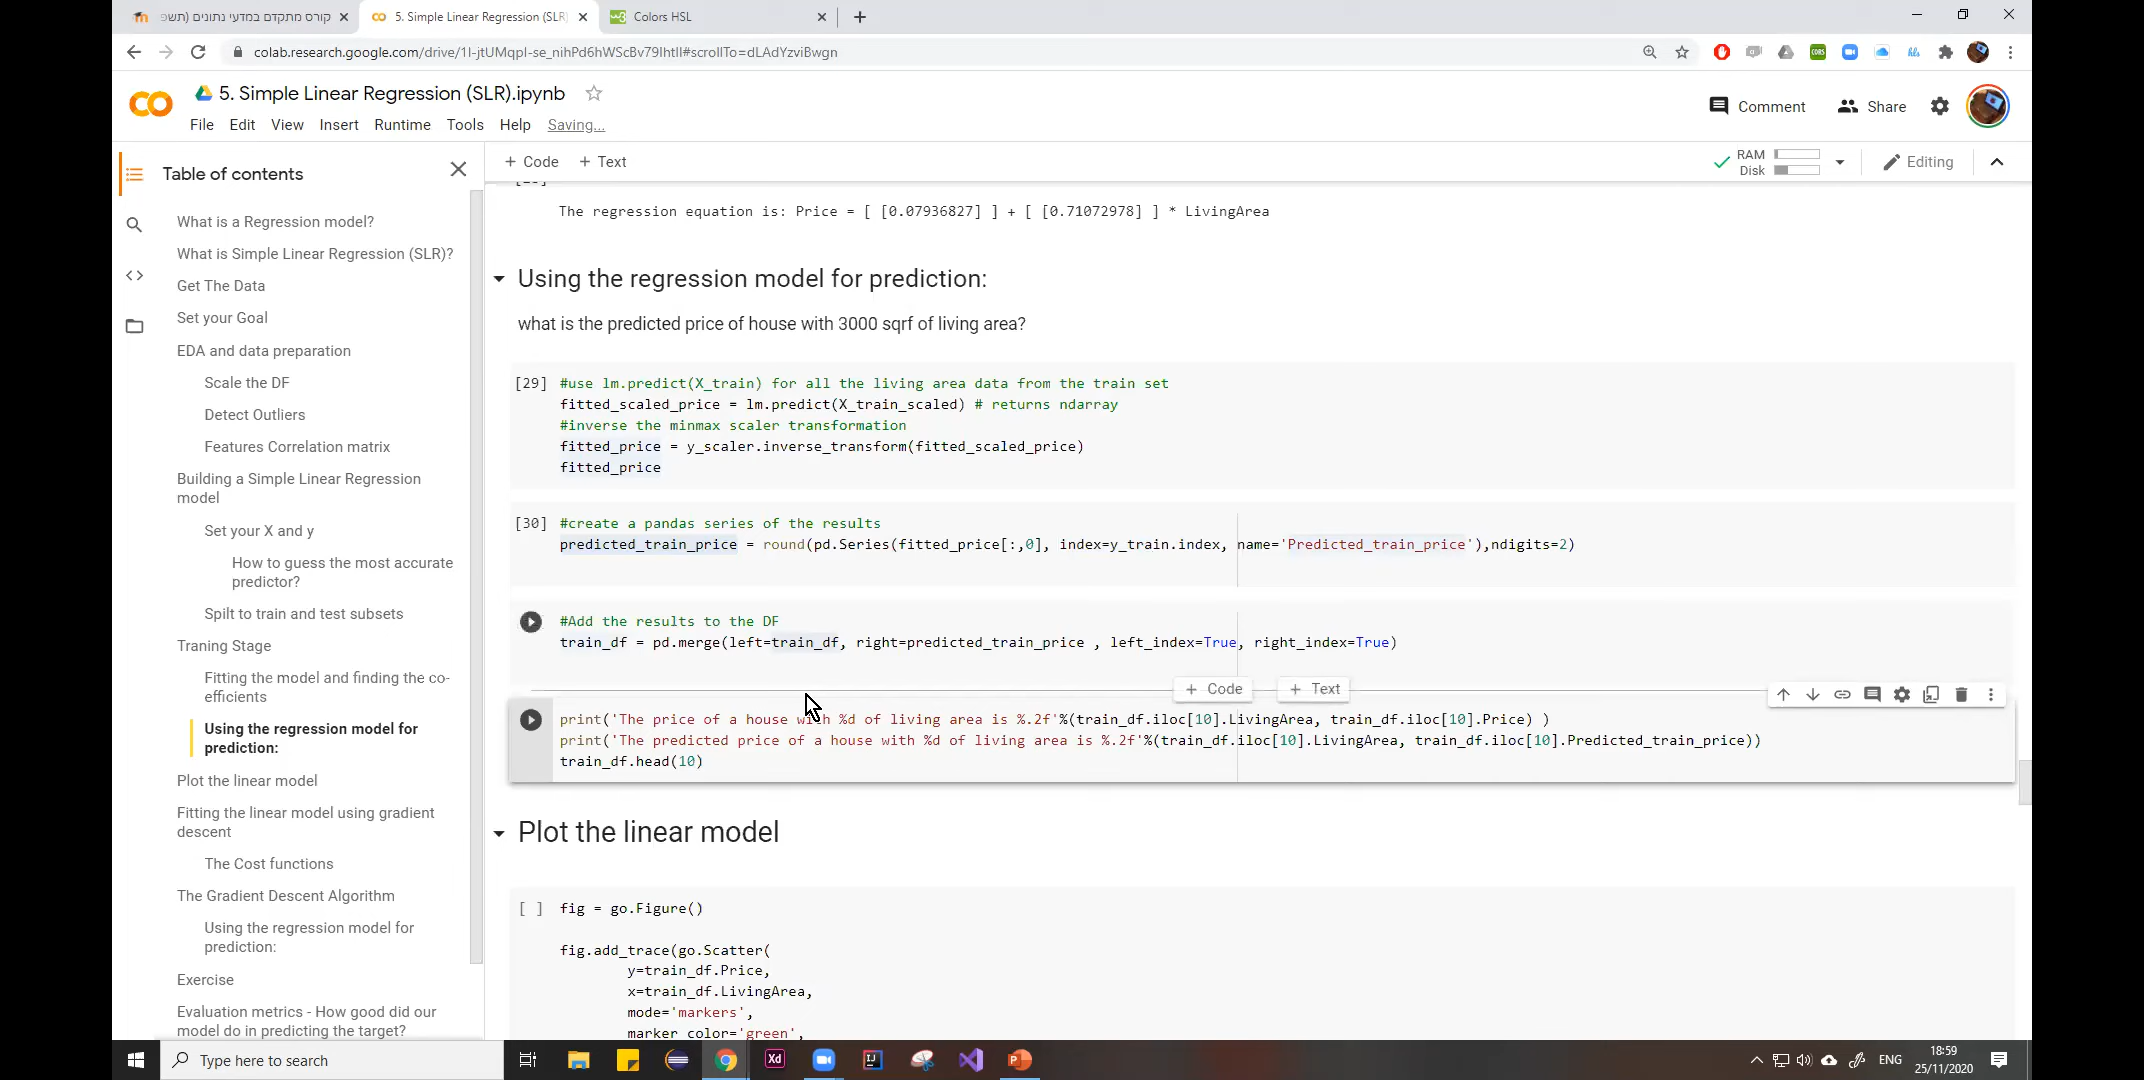 קורס מתקדם במדעי נתונים (תשפ
5. Simple Linear Regression (SLR)
Colors HSL
colab.research.google.com/drive/1I-jtUMqpI-se_nihPd6hWScBv79IhtII#scrollTo=dLAdYzviBwgn
5. Simple Linear Regression (SLR).ipynb
Comment Share
File Edit View Insert Runtime Tools Help Saving...
Table of contents
+ Code + Text
RAM
Disk
Editing
What is a Regression model?
What is Simple Linear Regression (SLR)?
Get The Data
Set your Goal
EDA and data preparation
Scale the DF
Detect Outliers
Features Correlation matrix
Building a Simple Linear Regression
model
Set your X and y
How to guess the most accurate
predictor?
Spilt to train and test subsets
Traning Stage
Fitting the model and finding the co-
efficients
Using the regression model for
prediction:
Plot the linear model
Fitting the linear model using gradient
descent
The Cost functions
The Gradient Descent Algorithm
Using the regression model for
prediction:
Exercise
Evaluation metrics - How good did our
model do in predicting the target?
The regression equation is: Price = [ [0.07936827] ] + [ [0.71072978] ] * LivingArea
Using the regression model for prediction:
what is the predicted price of house with 3000 sqrf of living area?
[29] #use lm.predict(X_train) for all the living area data from the train set
fitted_scaled_price = lm.predict(X_train_scaled) # returns ndarray
#inverse the minmax scaler transformation
fitted_price = y_scaler.inverse_transform(fitted_scaled_price)
fitted_price
[30] #create a pandas series of the results
predicted_train_price = round(pd.Series(fitted_price[:,0], index=y_train.index, name='Predicted_train_price'),ndigits=2)
#Add the results to the DF
train_df = pd.merge(left=train_df, right=predicted_train_price , left_index=True, right_index=True)
+ Code + Text
print('The price of a house with %d of living area is %.2f'%(train_df.iloc[10].LivingArea, train_df.iloc[10].Price) )
print('The predicted price of a house with %d of living area is %.2f'%(train_df.iloc[10].LivingArea, train_df.iloc[10].Predicted_train_price))
train_df.head(10)
Plot the linear model
[ ] fig = go.Figure()
fig.add_trace(go.Scatter(
y=train_df.Price,
x=train_df.LivingArea,
mode='markers',
marker_color='green',
Type here to search
ENG
18:59
25/11/2020